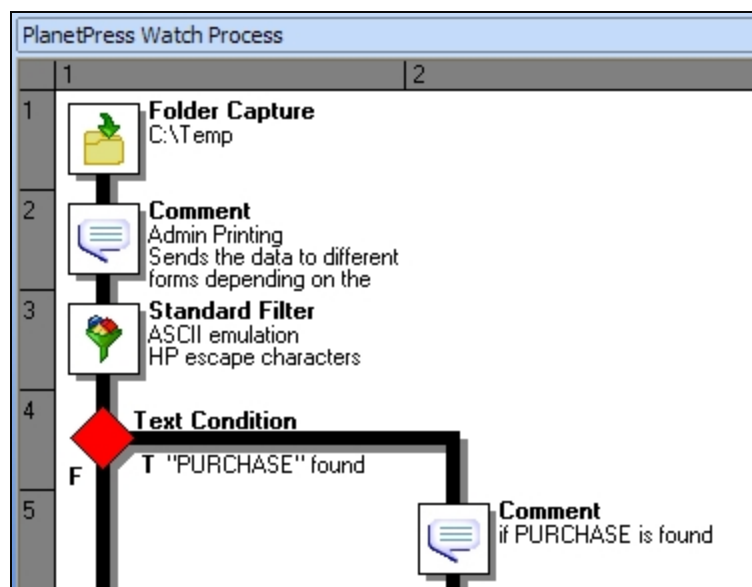 PlanetPress Watch Process
1 2
1
Folder Capture
C:\Temp
2
Comment
Admin Printing
Sends the data to different
forms depending on the
3
Standard Filter
ASCII emulation
HP escape characters
4
Text Condition
F
T "PURCHASE" found
5
Comment
if PURCHASE is found